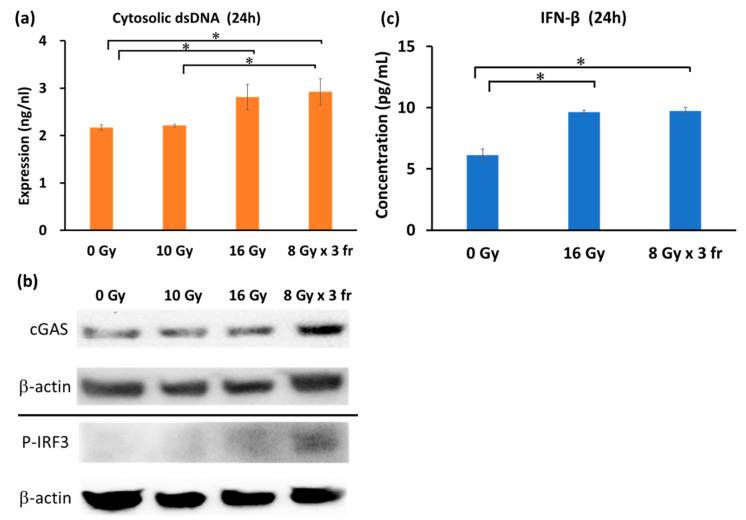 (a)
Cytosolic dsDNA (24h)
Expression (ng/nl)
4
3
2
1
0
*
*
*
0 Gy
10 Gy
16 Gy
8 Gy x 3 fr
(c)
IFN-β (24h)
Concentration (pg/mL)
15
10
5
0
*
*
0 Gy
16 Gy
8 Gy x 3 fr
(b)
0 Gy 10 Gy 16 Gy 8 Gy x 3 fr
cGAS
β-actin
P-IRF3
β-actin